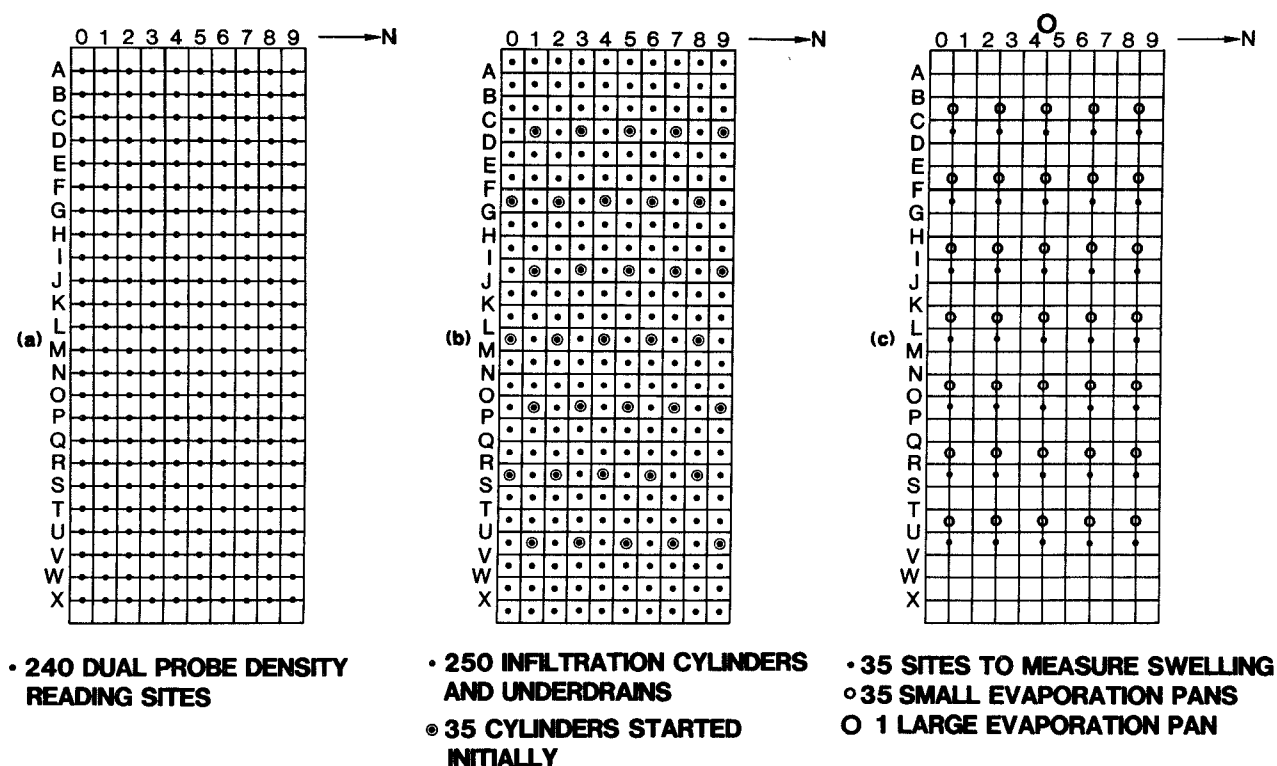 0 1 2 3 4 5 6 7 8 9 N
A
B
C
D
E
F
G
H
I
J
K
L
(a)
M
N
O
P
Q
R
S
T
U
V
W
X
• 240 DUAL PROBE DENSITY
READING SITES
0 1 2 3 4 5 6 7 8 9 N
A
B
C
D
E
F
G
H
I
J
K
L
(b)
M
N
O
P
Q
R
S
T
U
V
W
X
• 250 INFILTRATION CYLINDERS
AND UNDERDRAINS
35 CYLINDERS STARTED
INITIALLY
0 1 2 3 4 5 6 7 8 9 N
A
B
C
D
E
F
G
H
I
J
K
L
(c)
M
N
O
P
Q
R
S
T
U
V
W
X
• 35 SITES TO MEASURE SWELLING
35 SMALL EVAPORATION PANS
1 LARGE EVAPORATION PAN